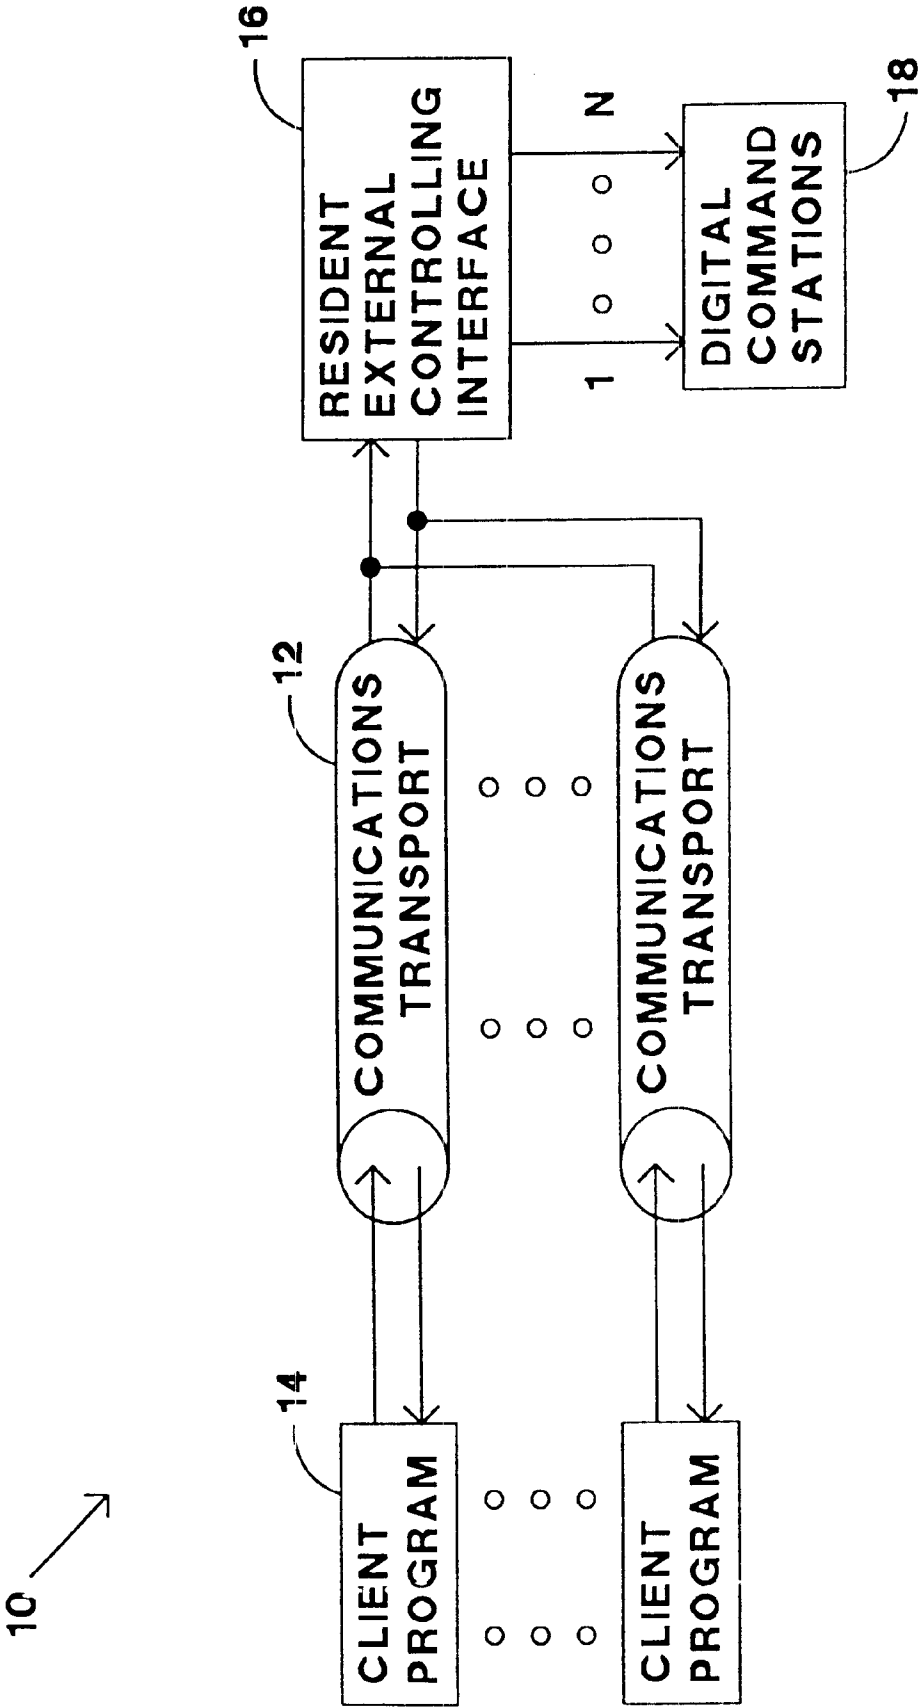 10
14
CLIENT
PROGRAM
CLIENT
PROGRAM
12
COMMUNICATIONS
TRANSPORT
COMMUNICATIONS
TRANSPORT
16
RESIDENT
EXTERNAL
CONTROLLING
INTERFACE
1
N
DIGITAL
COMMAND
STATIONS
18